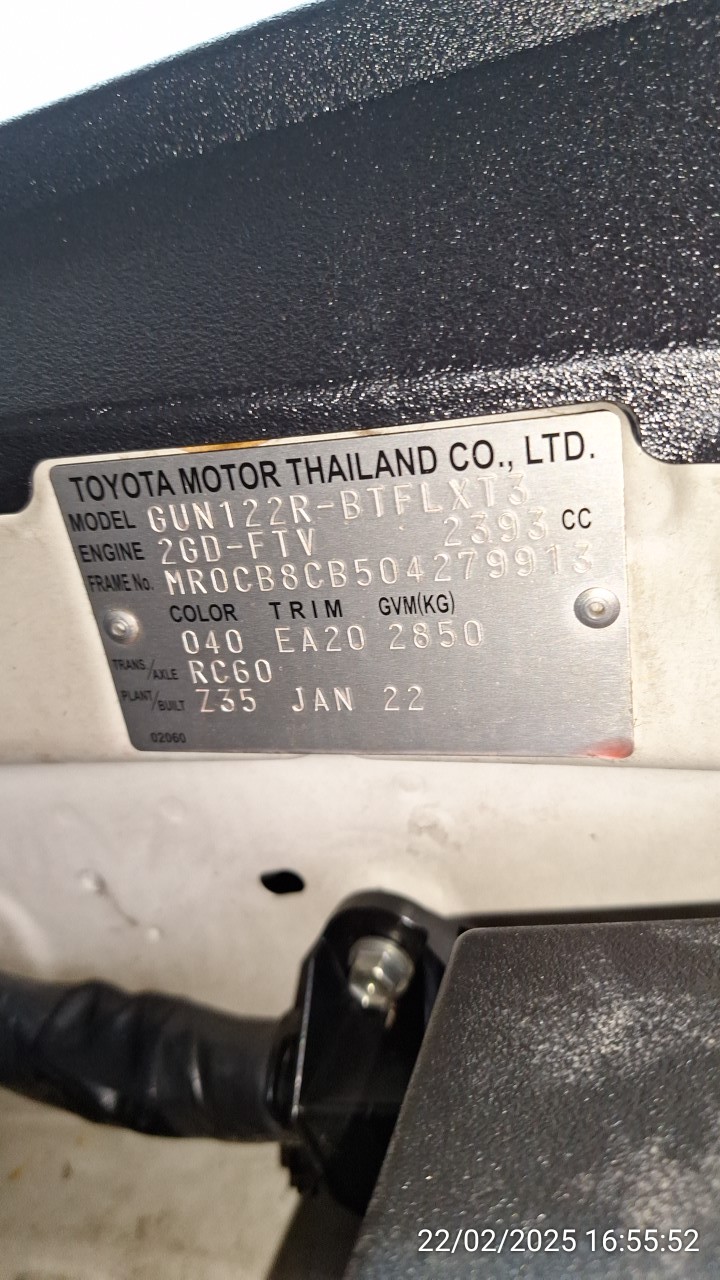 TOYOTA MOTOR THAILAND CO., LTD.
MODEL GUN122R-BTFLXT3
ENGINE 2GD-FTV 2393 CC
FRAME No. MR0CB8CB504279913
COLOR TRIM GVM(KG)
040 EA20 2850
TRANS./AXLE RC60
PLANT/BUILT Z35 JAN 22
02060
22/02/2025 16:55:52